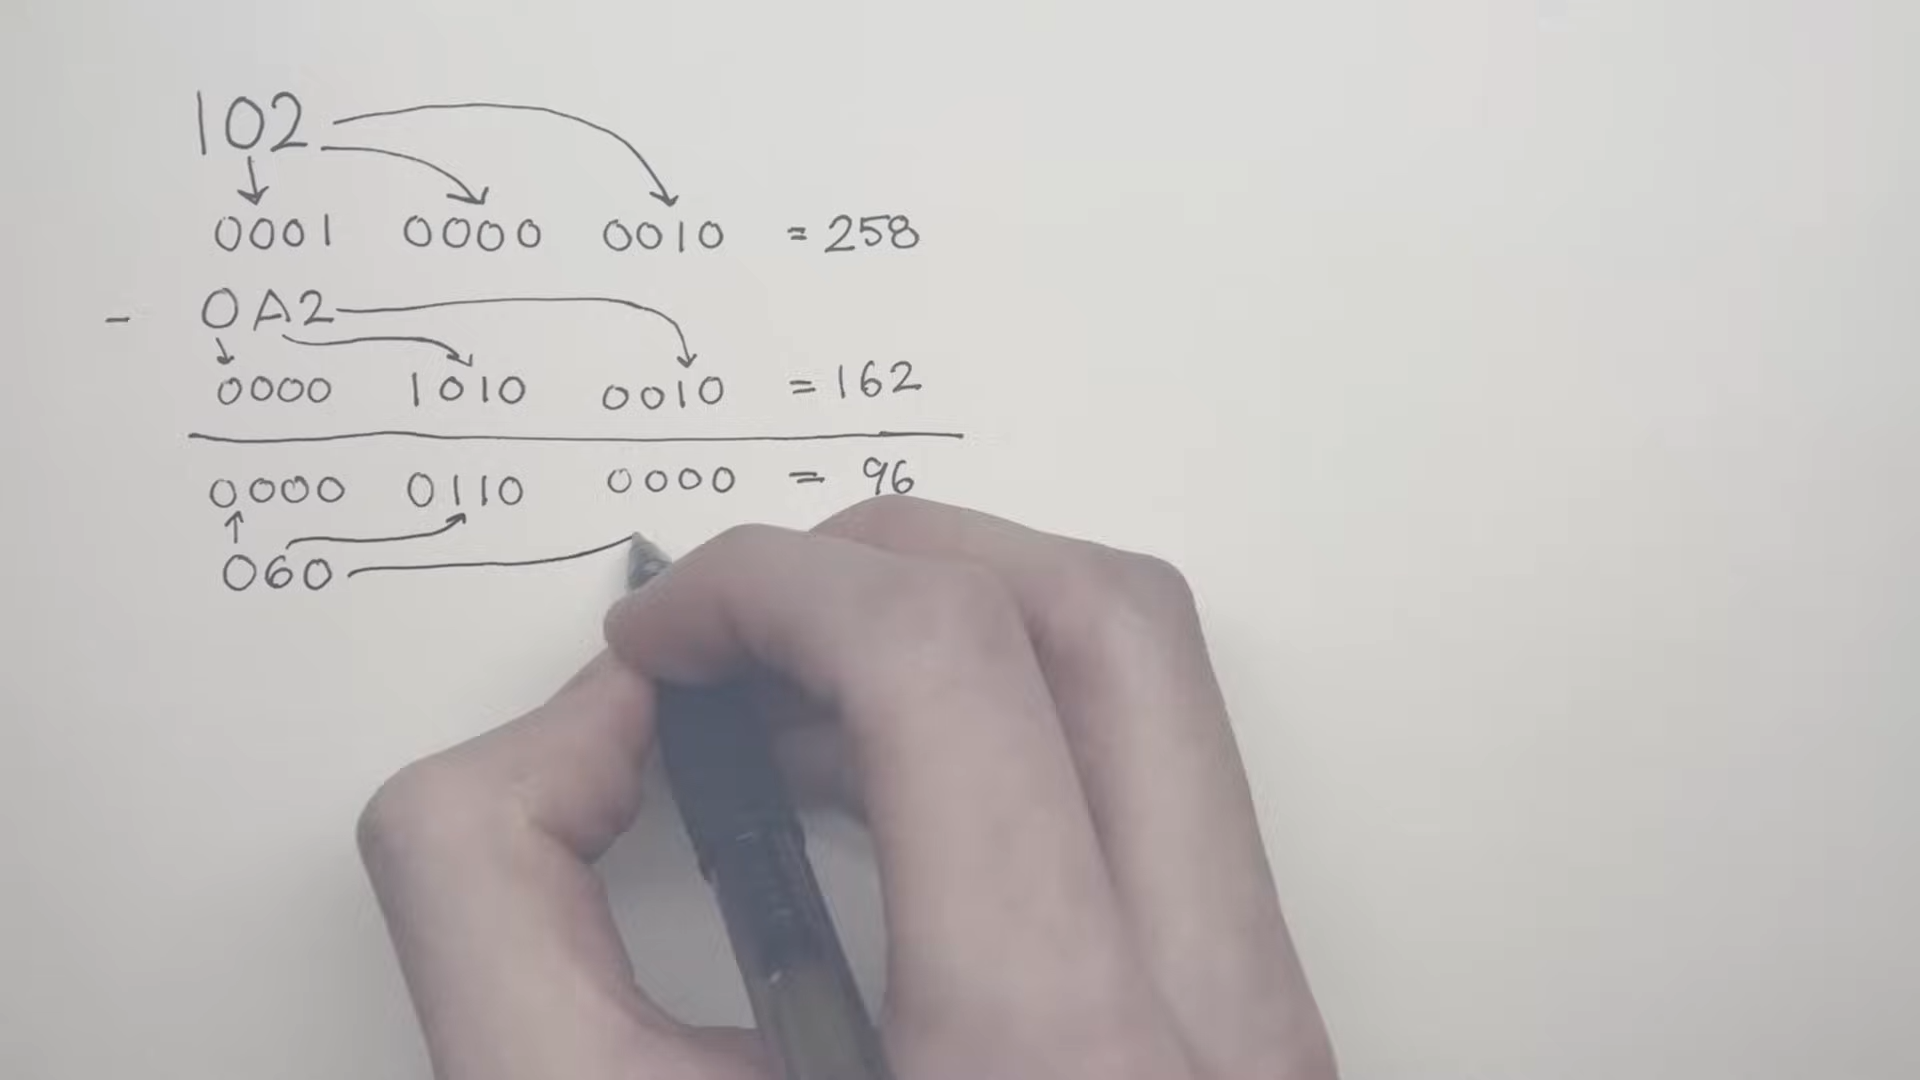 102
0001 0000 0010 = 258
- 0A2
0000 1010 0010 = 162
0000 0110 0000 = 96
060